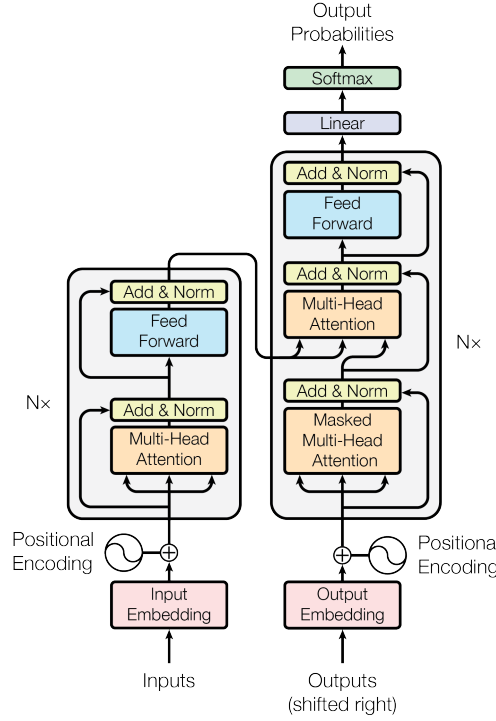 Output
Probabilities
Softmax
Linear
Add & Norm
Feed
Forward
Add & Norm
Multi-Head
Attention
Add & Norm
Masked
Multi-Head
Attention
N×
Add & Norm
Feed
Forward
Add & Norm
Multi-Head
Attention
N×
Positional
Encoding
Positional
Encoding
Input
Embedding
Output
Embedding
Inputs
Outputs
(shifted right)